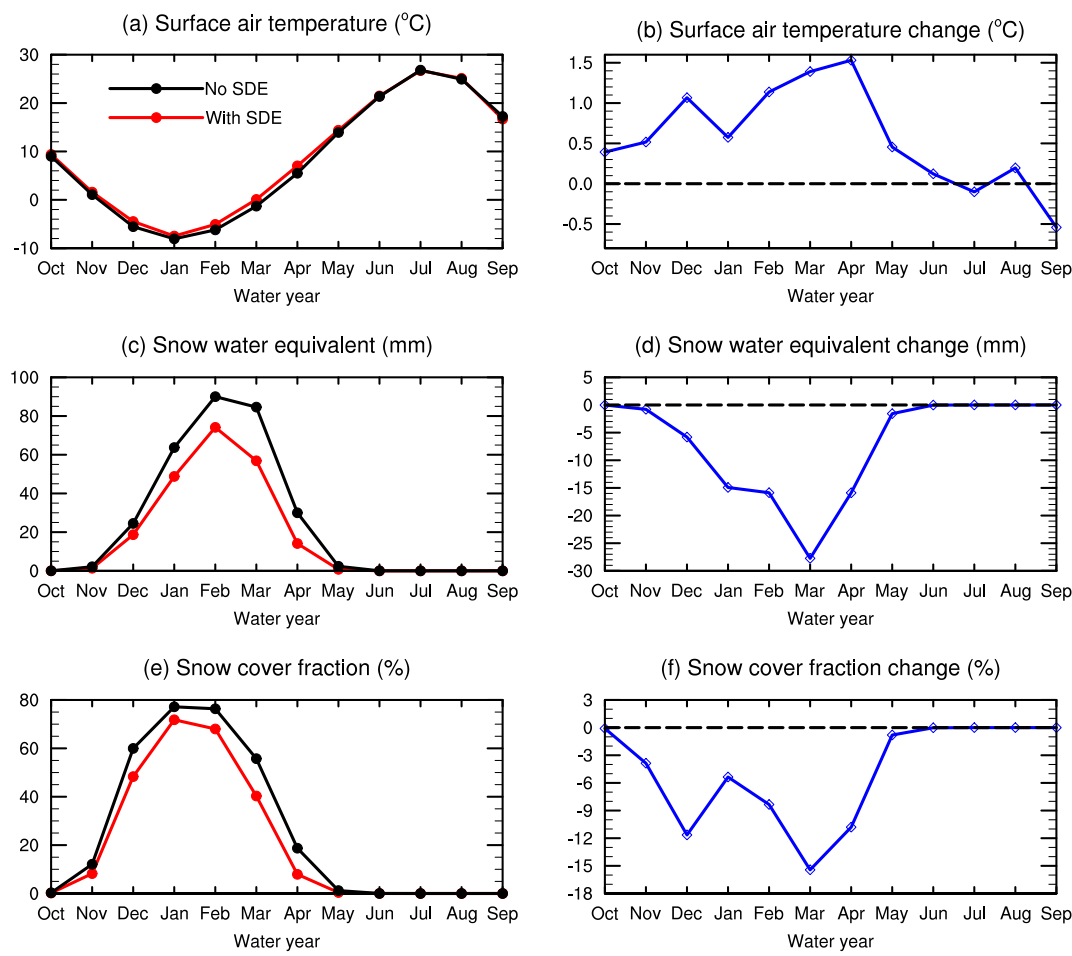 (a) Surface air temperature (°C)
30
20
10
0
-10
No SDE
With SDE
Oct Nov Dec Jan Feb Mar Apr May Jun Jul Aug Sep
Water year
(b) Surface air temperature change (°C)
1.5
1.0
0.5
0.0
-0.5
Oct Nov Dec Jan Feb Mar Apr May Jun Jul Aug Sep
Water year
(c) Snow water equivalent (mm)
100
80
60
40
20
0
Oct Nov Dec Jan Feb Mar Apr May Jun Jul Aug Sep
Water year
(d) Snow water equivalent change (mm)
5
0
-5
-10
-15
-20
-25
-30
Oct Nov Dec Jan Feb Mar Apr May Jun Jul Aug Sep
Water year
(e) Snow cover fraction (%)
80
60
40
20
0
Oct Nov Dec Jan Feb Mar Apr May Jun Jul Aug Sep
Water year
(f) Snow cover fraction change (%)
3
0
-3
-6
-9
-12
-15
-18
Oct Nov Dec Jan Feb Mar Apr May Jun Jul Aug Sep
Water year